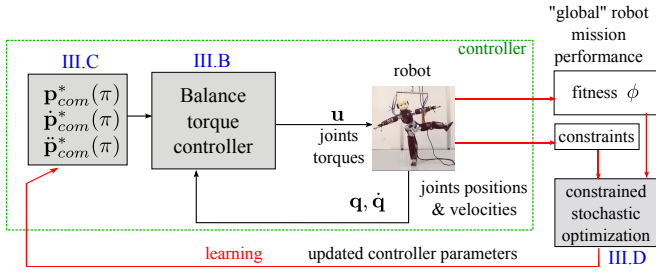 "global" robot
mission
performance
controller
III.C
III.B
robot
p*com(π)
ṗ*com(π)
p̈*com(π)
Balance
torque
controller
u
joints
torques
fitness ϕ
constraints
q, q̇
joints positions
& velocities
constrained
stochastic
optimization
learning
updated controller parameters
III.D